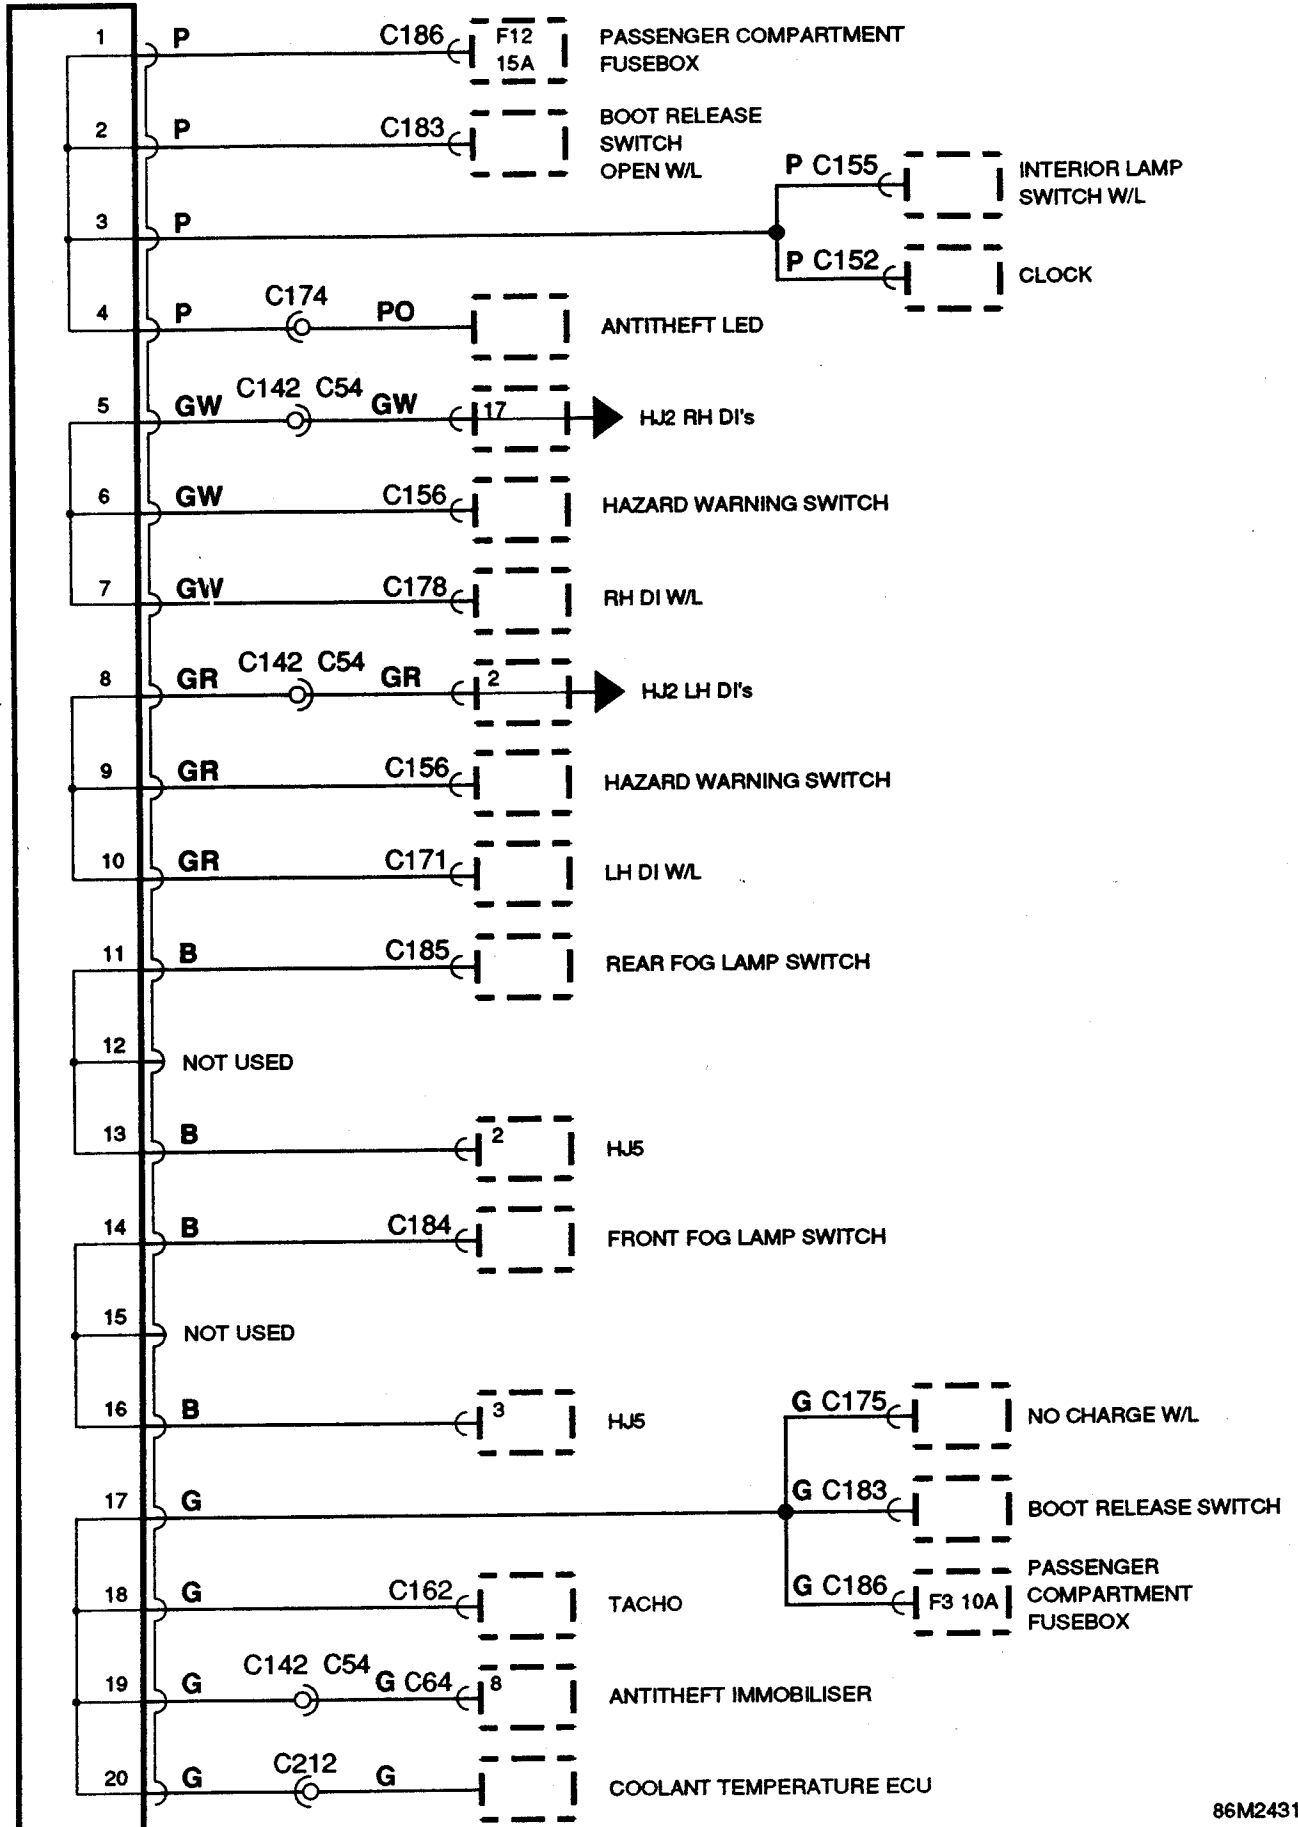 1 P C186 F12 PASSENGER COMPARTMENT
15A FUSEBOX
2 P C183 BOOT RELEASE
SWITCH
OPEN W/L
P C155 INTERIOR LAMP
SWITCH W/L
3 P
P C152 CLOCK
4 P C174 PO ANTITHEFT LED
5 GW C142 C54 GW 17 HJ2 RH DI's
6 GW C156 HAZARD WARNING SWITCH
7 GW C178 RH DI W/L
8 GR C142 C54 GR 2 HJ2 LH DI's
9 GR C156 HAZARD WARNING SWITCH
10 GR C171 LH DI W/L
11 B C185 REAR FOG LAMP SWITCH
12 NOT USED
13 B 2 HJ5
14 B C184 FRONT FOG LAMP SWITCH
15 NOT USED
16 B 3 HJ5
G C175 NO CHARGE W/L
17 G
G C183 BOOT RELEASE SWITCH
G C186 F3 10A PASSENGER
COMPARTMENT
FUSEBOX
18 G C162 TACHO
19 G C142 C54 G C64 8 ANTITHEFT IMMOBILISER
20 G C212 G COOLANT TEMPERATURE ECU
86M2431